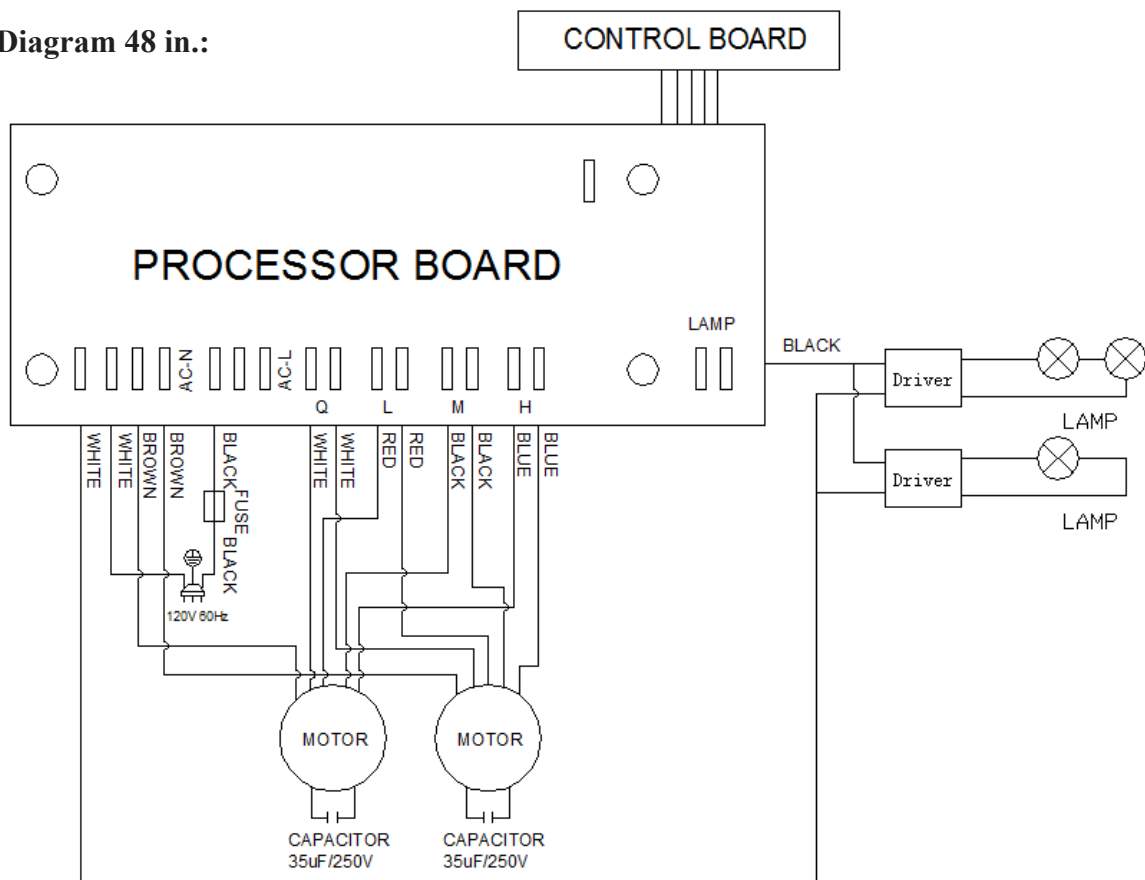 Diagram 48 in.:
CONTROL BOARD
PROCESSOR BOARD
LAMP
AC-N
AC-L
Q
L
M
H
BLACK
WHITE
WHITE
BROWN
BROWN
BLACK
FUSE
BLACK
WHITE
WHITE
RED
RED
BLACK
BLACK
BLUE
BLUE
Driver
LAMP
Driver
LAMP
120V 60Hz
MOTOR
MOTOR
CAPACITOR
35uF/250V
CAPACITOR
35uF/250V